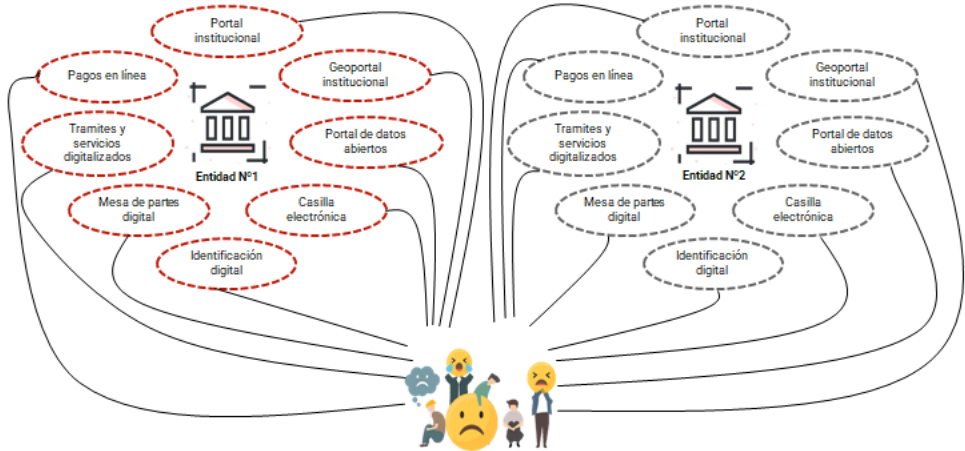 Portal
institucional
Pagos en línea
Geoportal
institucional
Tramites y
servicios
digitalizados
Portal de datos
abiertos
Entidad Nº1
Mesa de partes
digital
Casilla
electrónica
Identificación
digital
Portal
institucional
Pagos en línea
Geoportal
institucional
Tramites y
servicios
digitalizados
Portal de datos
abiertos
Entidad Nº2
Mesa de partes
digital
Casilla
electrónica
Identificación
digital